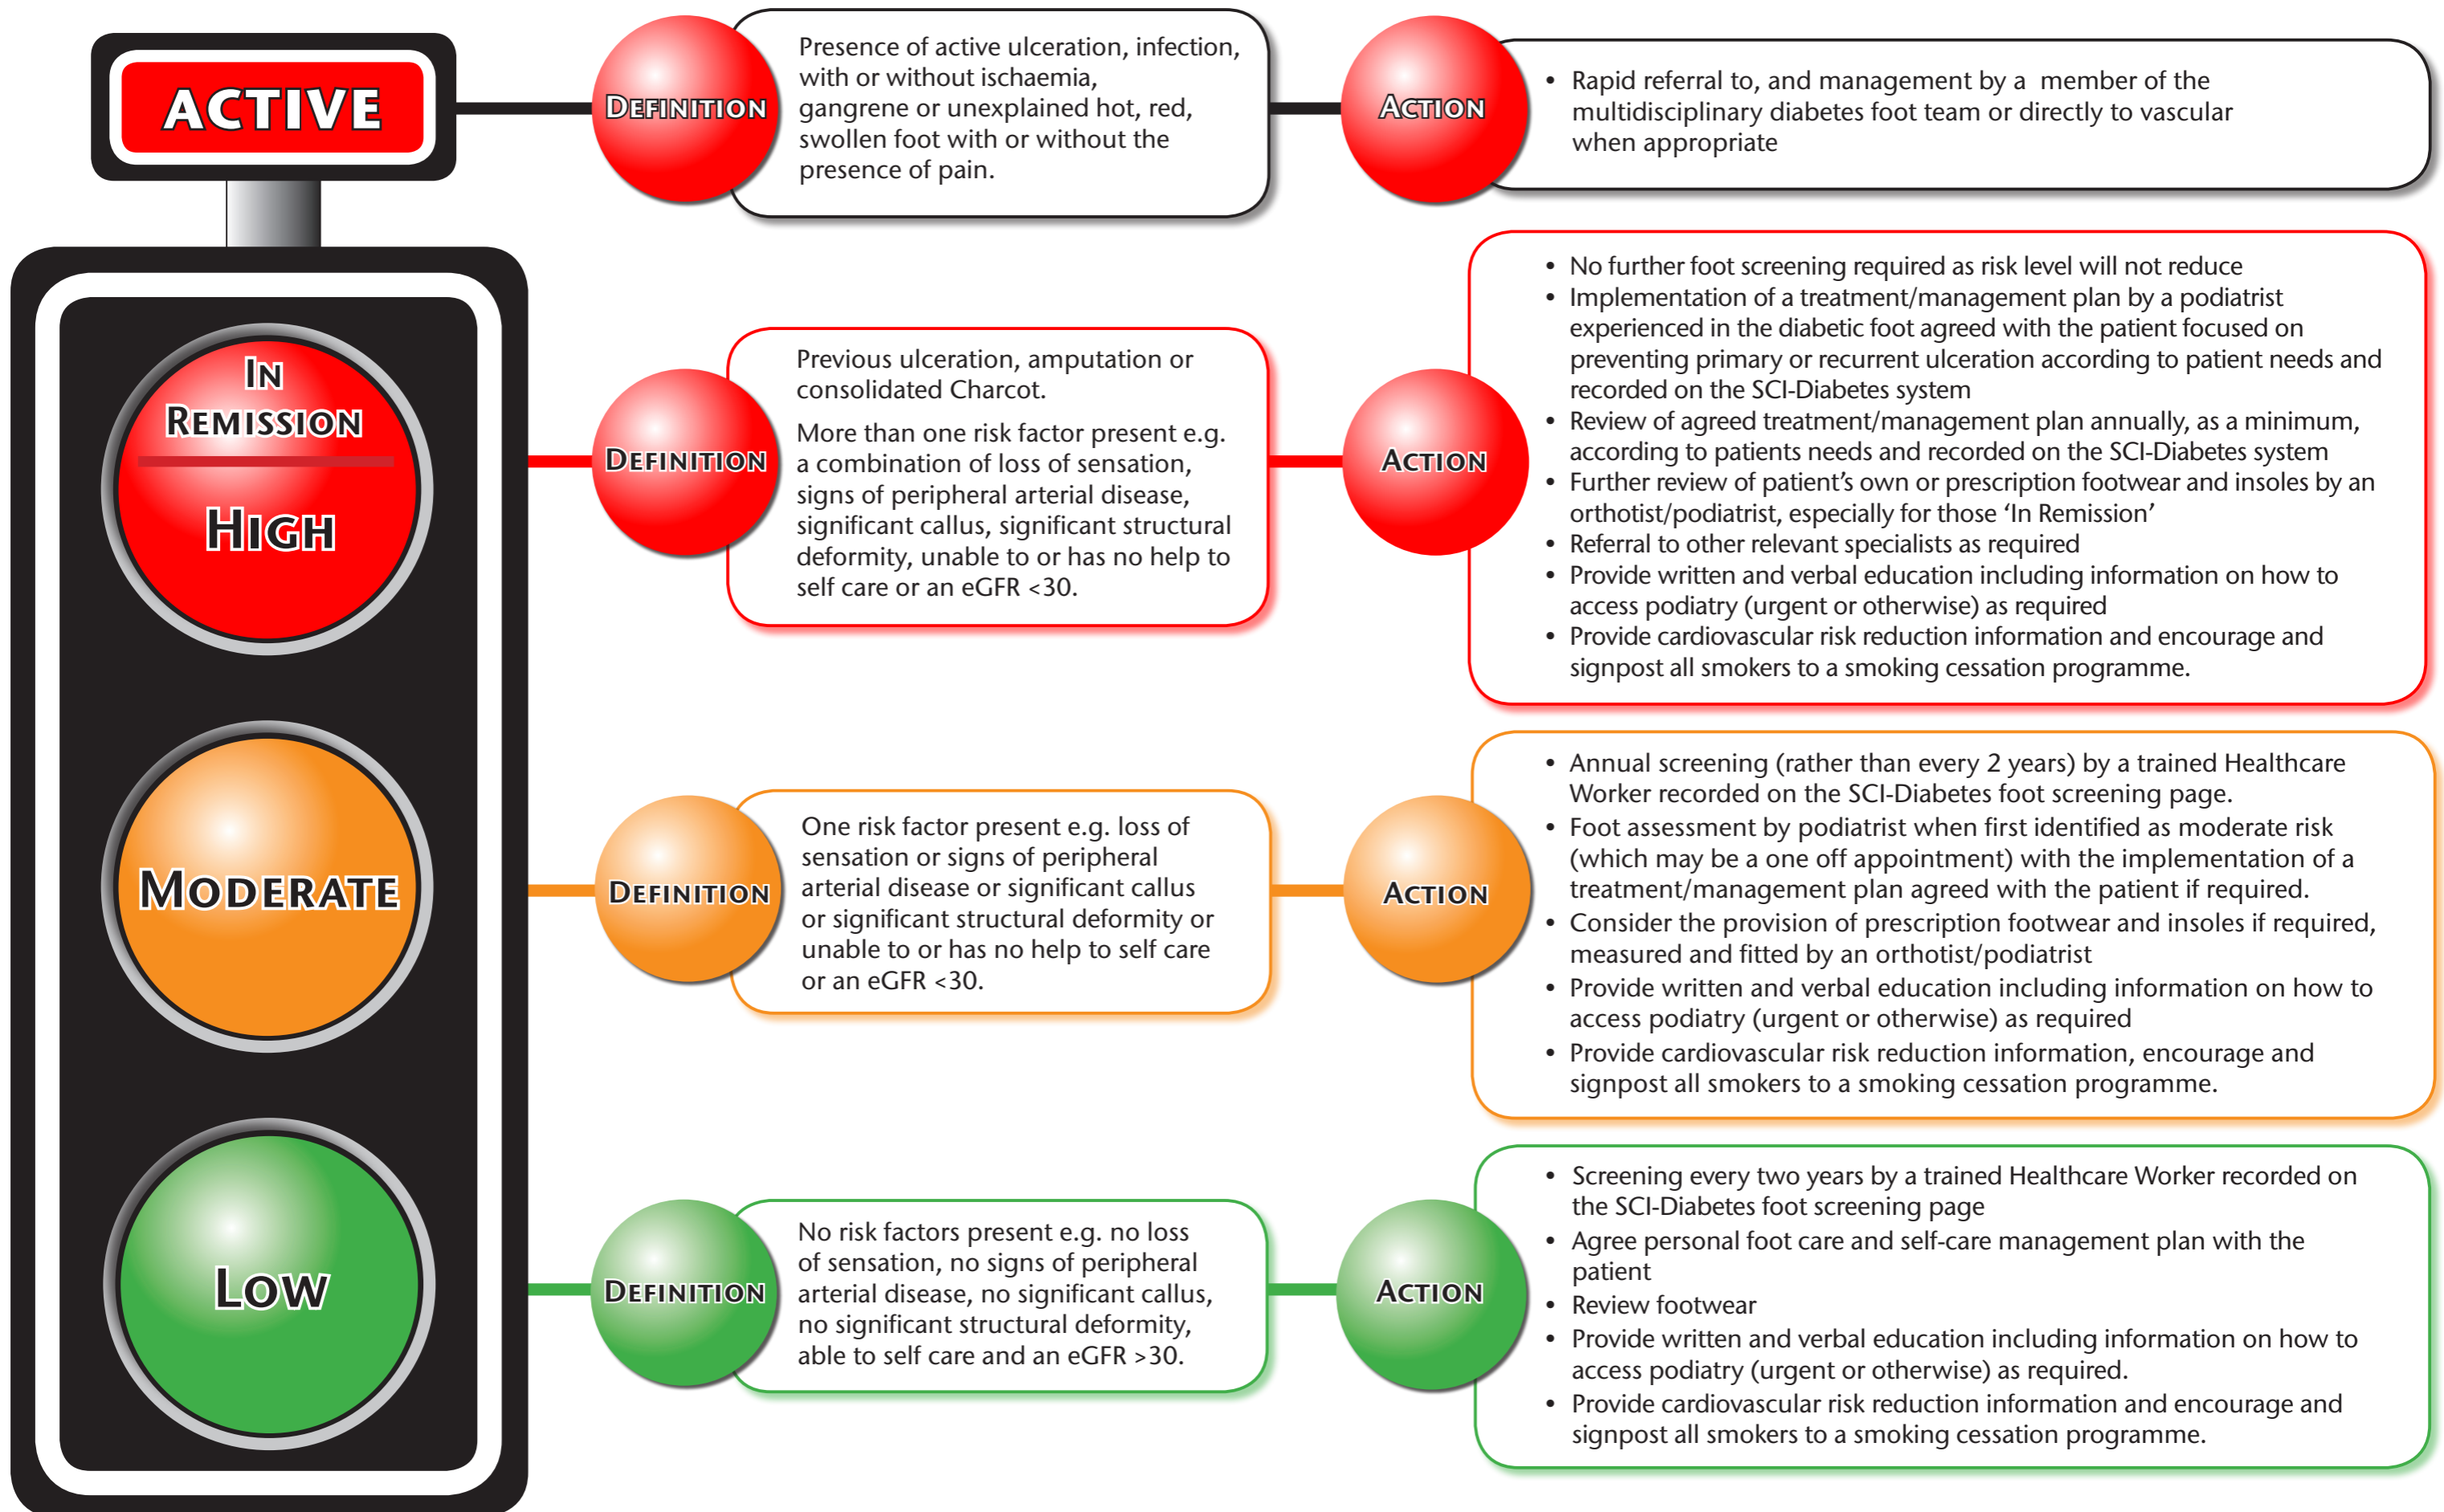 ACTIVE
DEFINITION
Presence of active ulceration, infection,
with or without ischaemia,
gangrene or unexplained hot, red,
swollen foot with or without the
presence of pain.
ACTION
• Rapid referral to, and management by a member of the
multidisciplinary diabetes foot team or directly to vascular
when appropriate
IN
REMISSION
HIGH
DEFINITION
Previous ulceration, amputation or
consolidated Charcot.
More than one risk factor present e.g.
a combination of loss of sensation,
signs of peripheral arterial disease,
significant callus, significant structural
deformity, unable to or has no help to
self care or an eGFR <30.
ACTION
• No further foot screening required as risk level will not reduce
• Implementation of a treatment/management plan by a podiatrist
experienced in the diabetic foot agreed with the patient focused on
preventing primary or recurrent ulceration according to patient needs and
recorded on the SCI-Diabetes system
• Review of agreed treatment/management plan annually, as a minimum,
according to patients needs and recorded on the SCI-Diabetes system
• Further review of patient’s own or prescription footwear and insoles by an
orthotist/podiatrist, especially for those ‘In Remission’
• Referral to other relevant specialists as required
• Provide written and verbal education including information on how to
access podiatry (urgent or otherwise) as required
• Provide cardiovascular risk reduction information and encourage and
signpost all smokers to a smoking cessation programme.
MODERATE
DEFINITION
One risk factor present e.g. loss of
sensation or signs of peripheral
arterial disease or significant callus
or significant structural deformity or
unable to or has no help to self care
or an eGFR <30.
ACTION
• Annual screening (rather than every 2 years) by a trained Healthcare
Worker recorded on the SCI-Diabetes foot screening page.
• Foot assessment by podiatrist when first identified as moderate risk
(which may be a one off appointment) with the implementation of a
treatment/management plan agreed with the patient if required.
• Consider the provision of prescription footwear and insoles if required,
measured and fitted by an orthotist/podiatrist
• Provide written and verbal education including information on how to
access podiatry (urgent or otherwise) as required
• Provide cardiovascular risk reduction information, encourage and
signpost all smokers to a smoking cessation programme.
LOW
DEFINITION
No risk factors present e.g. no loss
of sensation, no signs of peripheral
arterial disease, no significant callus,
no significant structural deformity,
able to self care and an eGFR >30.
ACTION
• Screening every two years by a trained Healthcare Worker recorded on
the SCI-Diabetes foot screening page
• Agree personal foot care and self-care management plan with the
patient
• Review footwear
• Provide written and verbal education including information on how to
access podiatry (urgent or otherwise) as required.
• Provide cardiovascular risk reduction information and encourage and
signpost all smokers to a smoking cessation programme.